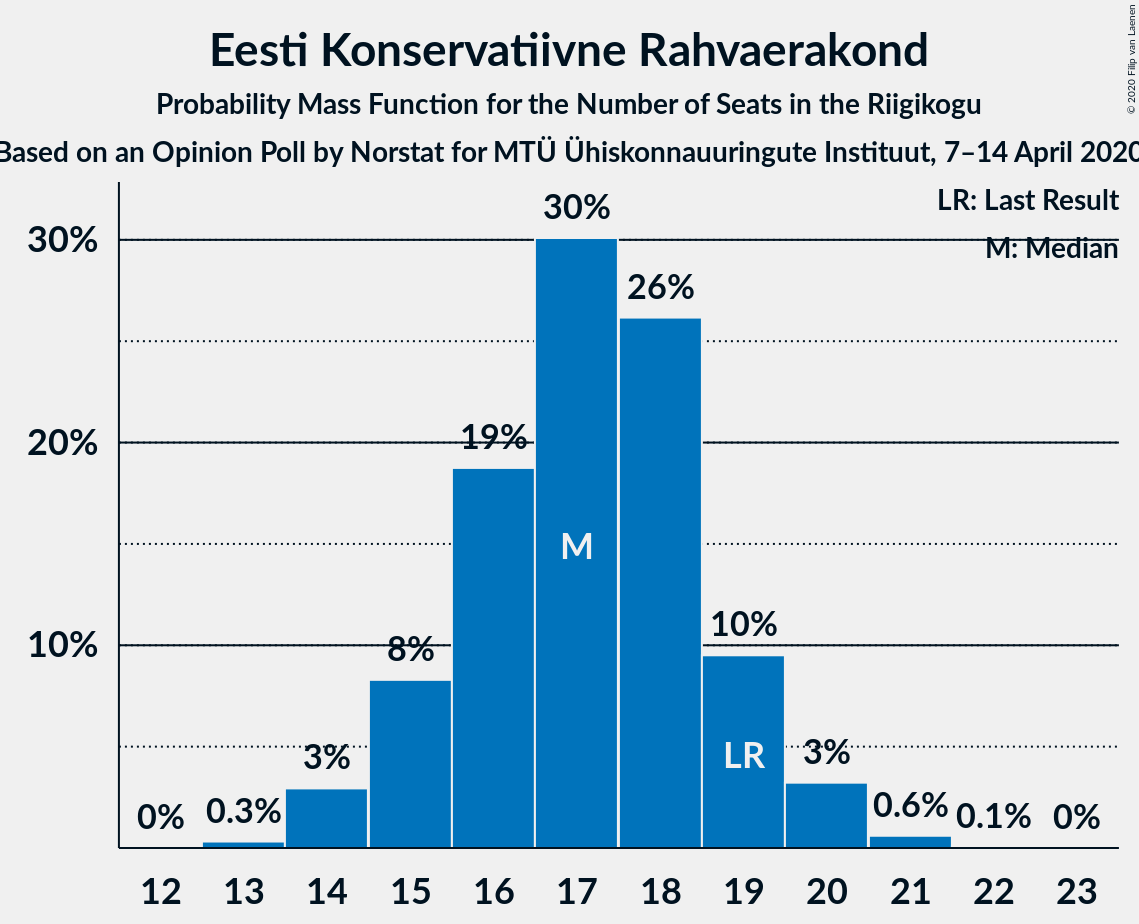 © 2020 Filip van Laenen
Eesti Konservatiivne Rahvaerakond
Probability Mass Function for the Number of Seats in the Riigikogu
Based on an Opinion Poll by Norstat for MTÜ Ühiskonnauuringute Instituut, 7–14 April 2020
LR: Last Result
M: Median
30%
20%
10%
0%
0.3%
3%
8%
19%
30%
26%
10%
3%
0.6%
0.1%
0%
M
LR
12 13 14 15 16 17 18 19 20 21 22 23